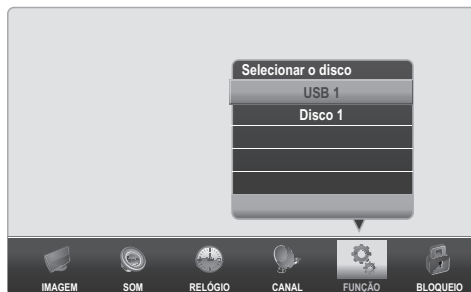 Selecionar o disco
USB 1
Disco 1
IMAGEM SOM RELÓGIO CANAL FUNÇÃO BLOQUEIO